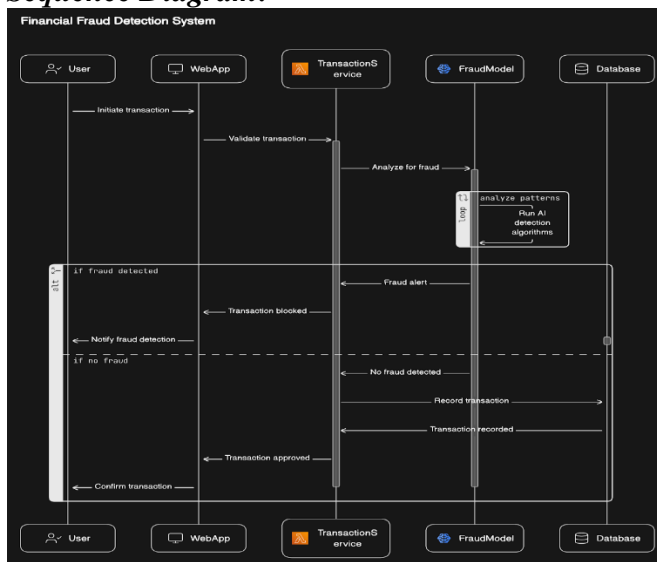 Sequence Diagram:
Financial Fraud Detection System
User
WebApp
TransactionS
ervice
FraudModel
Database
Initiate transaction
Validate transaction
Analyze for fraud
loop
analyze patterns
Run AI
detection
algorithms
alt
if fraud detected
Fraud alert
Transaction blocked
Notify fraud detection
if no fraud
No fraud detected
Record transaction
Transaction recorded
Transaction approved
Confirm transaction
User
WebApp
TransactionS
ervice
FraudModel
Database